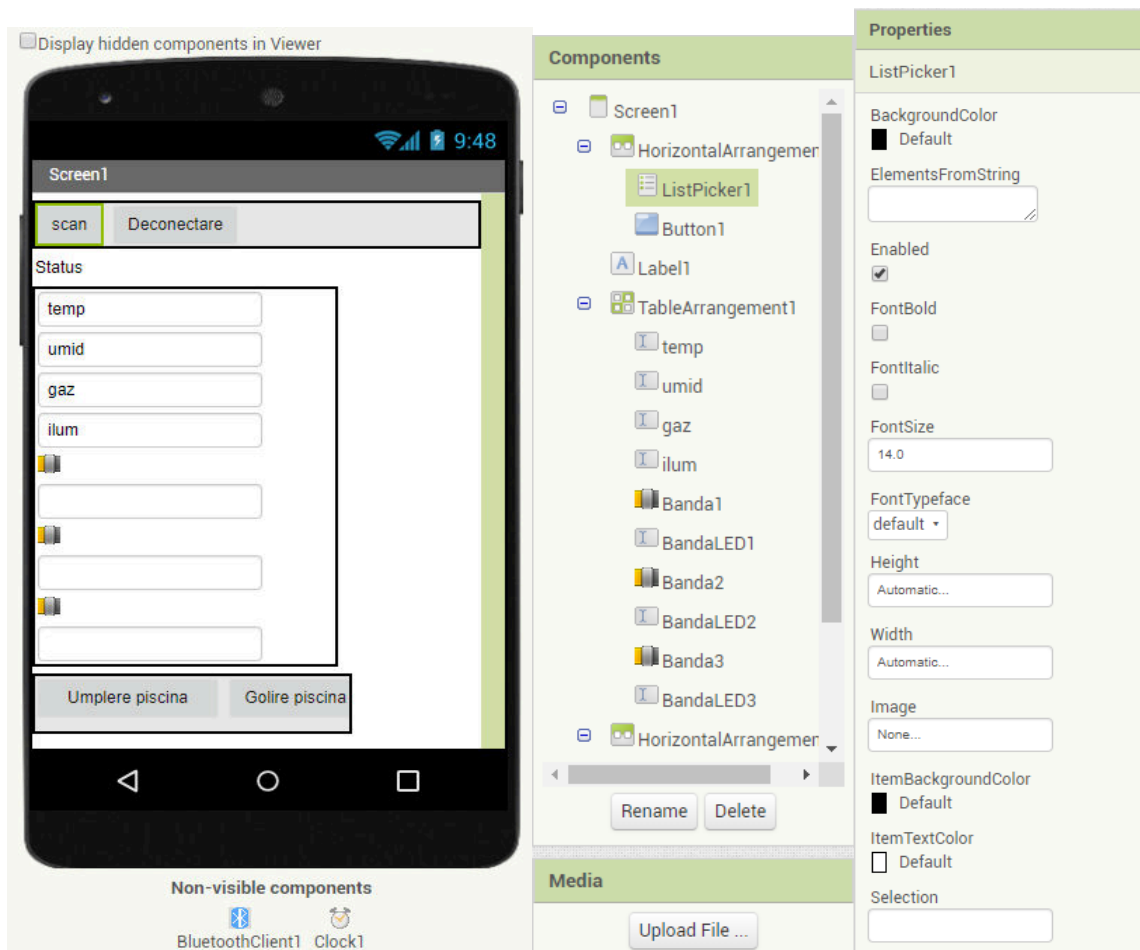 Display hidden components in Viewer
9:48
Screen1
scan
Deconectare
Status
temp
umid
gaz
ilum
Umplere piscina
Golire piscina
Non-visible components
BluetoothClient1
Clock1
Components
Screen1
HorizontalArrangemen
ListPicker1
Button1
A Label1
TableArrangement1
temp
umid
gaz
ilum
Banda1
BandaLED1
Banda2
BandaLED2
Banda3
BandaLED3
HorizontalArrangemen
Rename
Delete
Media
Upload File ...
Properties
ListPicker1
BackgroundColor
Default
ElementsFromString
Enabled
FontBold
FontItalic
FontSize
14.0
FontTypeface
default
Height
Automatic...
Width
Automatic...
Image
None...
ItemBackgroundColor
Default
ItemTextColor
Default
Selection